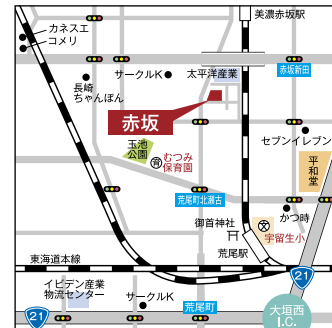 美濃赤坂駅
カネスエ
コメリ
サークルK
太平洋産業
赤坂新田
長崎
ちゃんぽん
赤坂
セブンイレブン
玉池
公園
育
むつみ
保育園
平和堂
荒尾町北瀬古
かつ時
御首神社
文
宇留生小
荒尾駅
東海道本線
イビデン産業
物流センター
サークルK
21
21
荒尾町
大垣西
I.C.